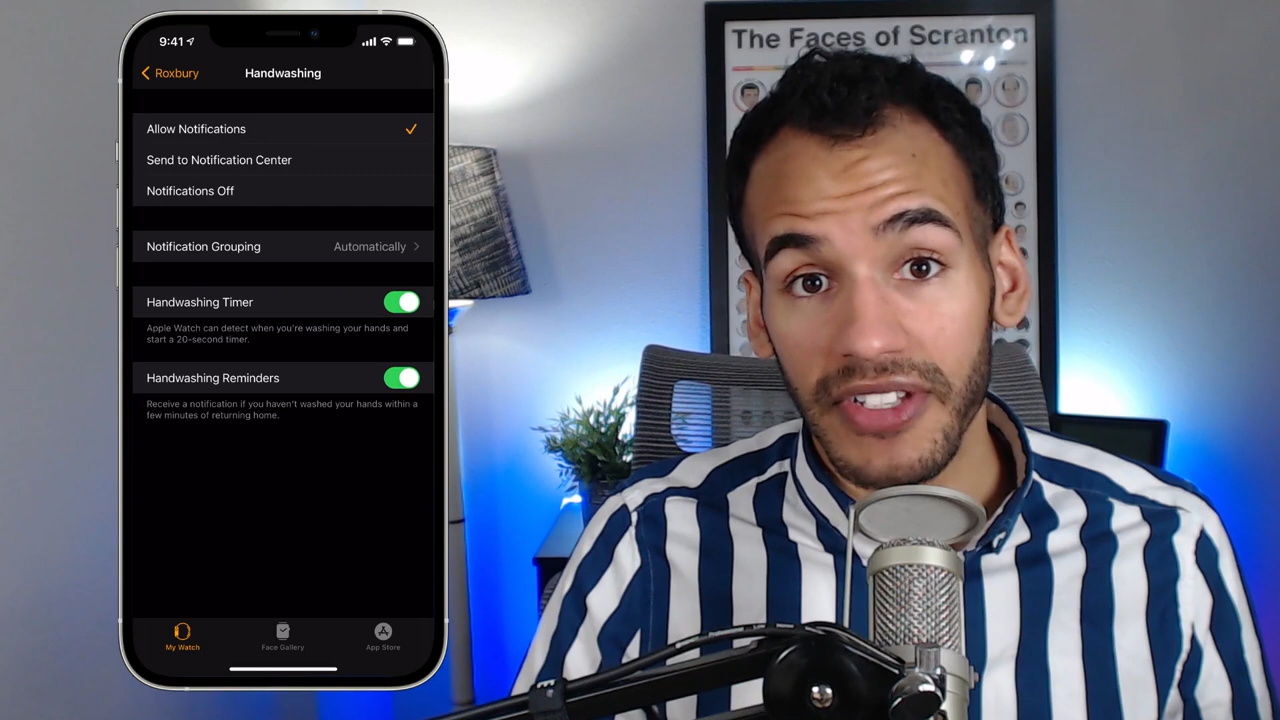 9:41
Roxbury
Handwashing
Allow Notifications
Send to Notification Center
Notifications Off
Notification Grouping Automatically
Handwashing Timer
Apple Watch can detect when you're washing your hands and
start a 20-second timer.
Handwashing Reminders
Receive a notification if you haven't washed your hands within a
few minutes of returning home.
My Watch
Face Gallery
App Store
The Faces of Scranton